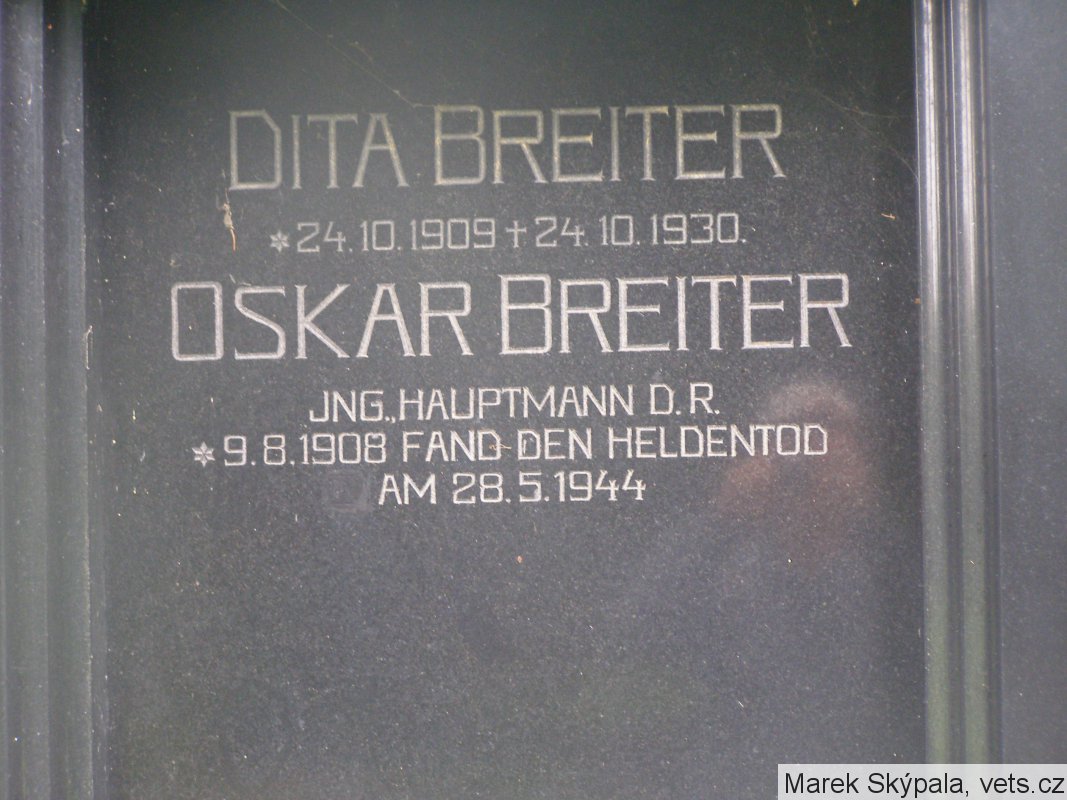 DITA BREITER
* 24.10.1909 † 24.10.1930.
OSKAR BREITER
JNG., HAUPTMANN D. R.
* 9.8.1908 FAND DEN HELDENTOD
AM 28.5.1944
Marek Skýpala, vets.cz